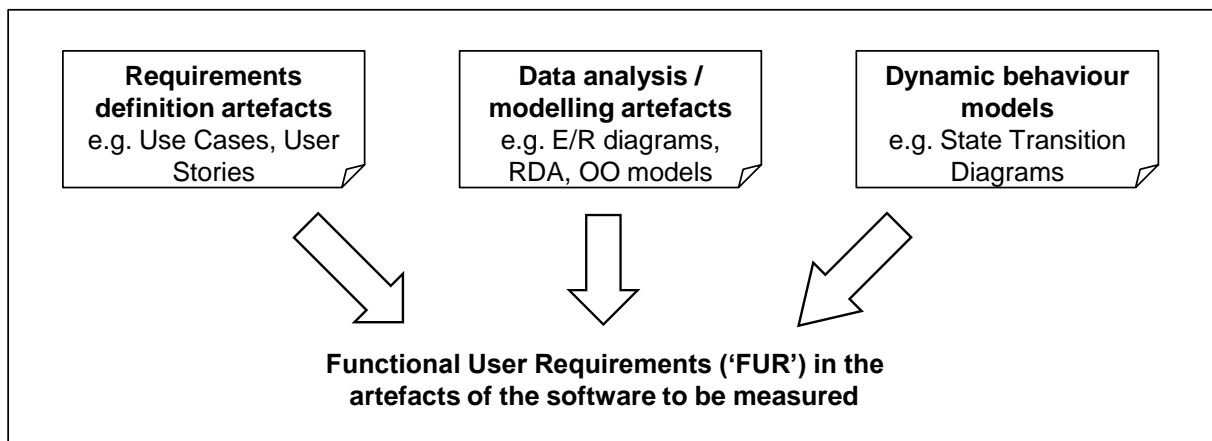 Requirements
definition artefacts
e.g. Use Cases, User
Stories
Data analysis /
modelling artefacts
e.g. E/R diagrams,
RDA, OO models
Dynamic behaviour
models
e.g. State Transition
Diagrams
Functional User Requirements (‘FUR’) in the
artefacts of the software to be measured